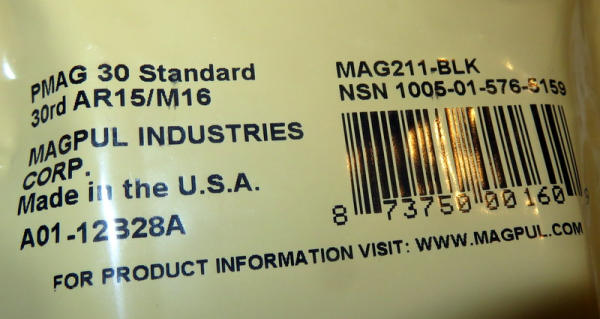 PMAG 30 Standard
30rd AR15/M16
MAGPUL INDUSTRIES
CORP.
Made in the U.S.A.
A01-12328A
MAG211-BLK
NSN 1005-01-576-5159
8 73750 00160 9
FOR PRODUCT INFORMATION VISIT: WWW.MAGPUL.COM